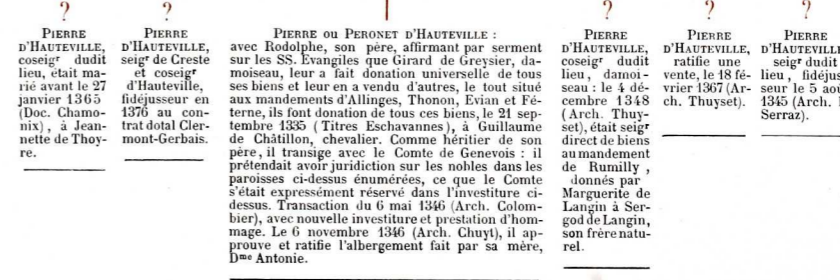 ?
PIERRE
D'HAUTEVILLE,
coseigʳ dudit
lieu, était ma-
rié avant le 27
janvier 1365
(Doc. Chamo-
nix), à Jean-
nette de Thoy-
re.
?
PIERRE
D'HAUTEVILLE,
seigʳ de Creste
et coseigʳ
d'Hauteville,
fidéjusseur en
1376 au con-
trat dotal Cler-
mont-Gerbais.
PIERRE OU PERONET D'HAUTEVILLE :
avec Rodolphe, son père, affirmant par serment
sur les SS. Evangiles que Girard de Greysier, da-
moiseau, leur a fait donation universelle de tous
ses biens et leur en a vendu d'autres, le tout situé
aux mandements d'Allinges, Thonon, Evian et Fé-
terne, ils font donation de tous ces biens, le 21 sep-
tembre 1335 (Titres Eschavannes), à Guillaume
de Châtillon, chevalier. Comme héritier de son
père, il transige avec le Comte de Genevois : il
prétendait avoir juridiction sur les nobles dans les
paroisses ci-dessus énumérées, ce que le Comte
s'était expressément réservé dans l'investiture ci-
dessus. Transaction du 6 mai 1346 (Arch. Colom-
bier), avec nouvelle investiture et prestation d'hom-
mage. Le 6 novembre 1346 (Arch. Chuyt), il ap-
prouve et ratifie l'albergement fait par sa mère,
Dᵐᵉ Antonie.
?
PIERRE
D'HAUTEVILLE,
coseigʳ dudit
lieu, damoi-
seau : le 4 dé-
cembre 1348
(Arch. Thuy-
set), était seigʳ
direct de biens
au mandement
de Rumilly,
donnés par
Marguerite de
Langin à Ser-
god de Langin,
son frère natu-
rel.
?
PIERRE
D'HAUTEVILLE,
ratifie une
vente, le 18 fé-
vrier 1367 (Ar-
ch. Thuyset).
?
PIERRE
D'HAUTEVILL
seigʳ dudit
lieu, fidéjus
seur le 5 aoû
1345 (Arch.
Serraz).